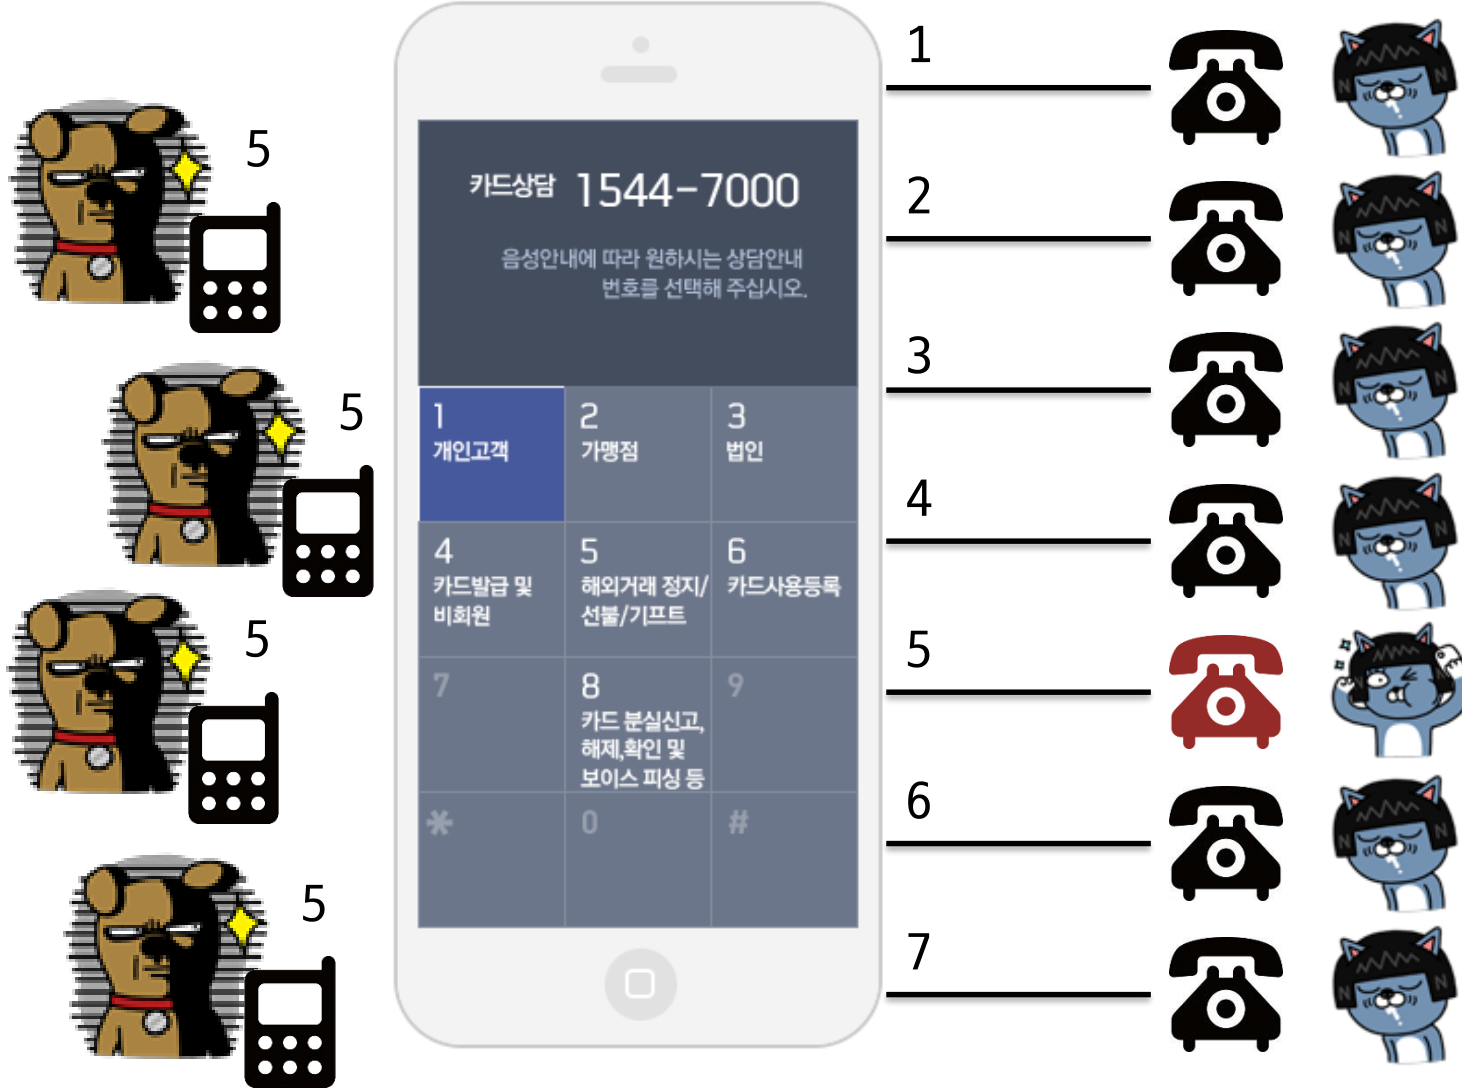 5
5
5
5
카드상담 1544-7000
음성안내에 따라 원하시는 상담안내
번호를 선택해 주십시오.
1
개인고객
2
가맹점
3
법인
4
카드발급 및
비회원
5
해외거래 정지/
선불/기프트
6
카드사용등록
7
8
카드 분실신고,
해제,확인 및
보이스 피싱 등
9
*
0
#
1
2
3
4
5
6
7